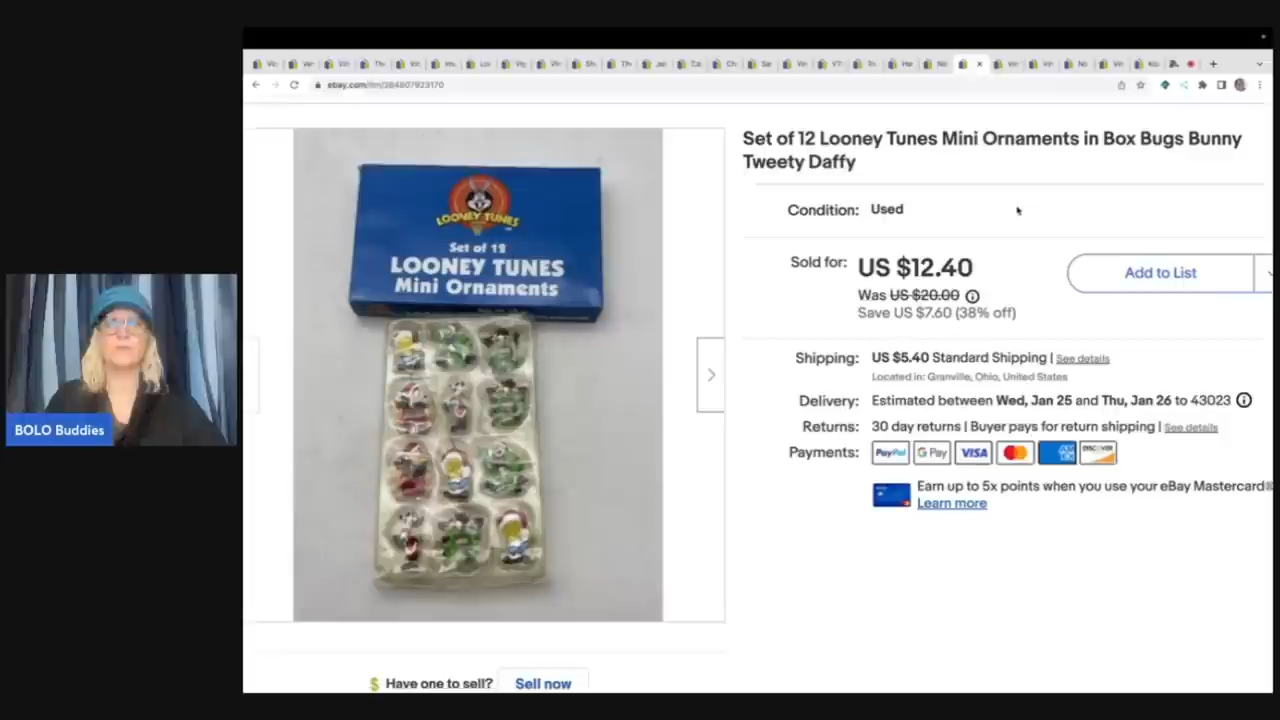 ebay.com/itm/384807923170
Set of 12 Looney Tunes Mini Ornaments in Box Bugs Bunny
Tweety Daffy
Condition: Used
Sold for: US $12.40
Add to List
Was US $20.00
Save US $7.60 (38% off)
Shipping: US $5.40 Standard Shipping | See details
Located in: Granville, Ohio, United States
Delivery: Estimated between Wed, Jan 25 and Thu, Jan 26 to 43023
Returns: 30 day returns | Buyer pays for return shipping | See details
Payments: PayPal G Pay VISA DISCOVER
Earn up to 5x points when you use your eBay Mastercard®
Learn more
LOONEY TUNES
Set of 12
LOONEY TUNES
Mini Ornaments
BOLO Buddies
Have one to sell? Sell now